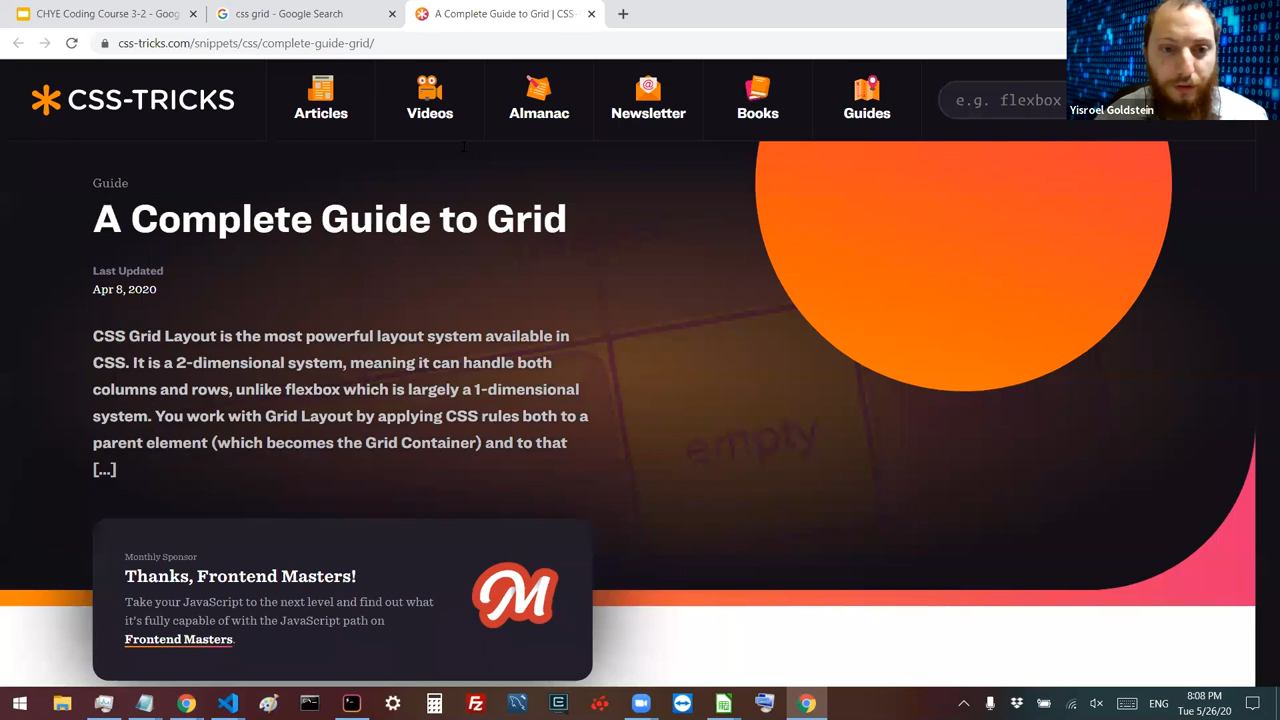 CHYE Coding Course 3-2 - Goog
css grid - Google Search
A Complete Guide to Grid | CSS-
css-tricks.com/snippets/css/complete-guide-grid/
Yisroel Goldstein
CSS-TRICKS
Articles
Videos
Almanac
Newsletter
Books
Guides
e.g. flexbox
Guide
A Complete Guide to Grid
Last Updated
Apr 8, 2020
CSS Grid Layout is the most powerful layout system available in
CSS. It is a 2-dimensional system, meaning it can handle both
columns and rows, unlike flexbox which is largely a 1-dimensional
system. You work with Grid Layout by applying CSS rules both to a
parent element (which becomes the Grid Container) and to that
[...]
empty
Monthly Sponsor
Thanks, Frontend Masters!
Take your JavaScript to the next level and find out what
it's fully capable of with the JavaScript path on
Frontend Masters.
M
ENG
8:08 PM
Tue 5/26/20